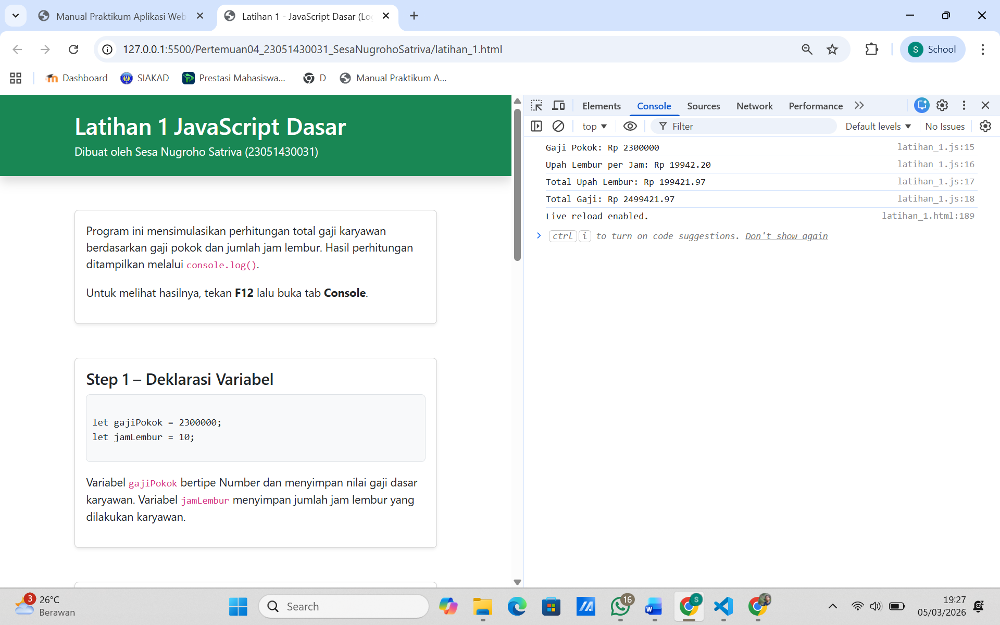 Manual Praktikum Aplikasi Web
Latihan 1 - JavaScript Dasar (Lo
127.0.0.1:5500/Pertemuan04_23051430031_SesaNugrohoSatriva/latihan_1.html
S
School
Dashboard
SIAKAD
Prestasi Mahasiswa...
D
Manual Praktikum A...
Latihan 1 JavaScript Dasar
Dibuat oleh Sesa Nugroho Satriva (23051430031)
Program ini mensimulasikan perhitungan total gaji karyawan
berdasarkan gaji pokok dan jumlah jam lembur. Hasil perhitungan
ditampilkan melalui console.log().
Untuk melihat hasilnya, tekan F12 lalu buka tab Console.
Step 1 – Deklarasi Variabel
let gajiPokok = 2300000;
let jamLembur = 10;
Variabel gajiPokok bertipe Number dan menyimpan nilai gaji dasar
karyawan. Variabel jamLembur menyimpan jumlah jam lembur yang
dilakukan karyawan.
Elements
Console
Sources
Network
Performance
top
Filter
Default levels
No Issues
Gaji Pokok: Rp 2300000 latihan_1.js:15
Upah Lembur per Jam: Rp 19942.20 latihan_1.js:16
Total Upah Lembur: Rp 199421.97 latihan_1.js:17
Total Gaji: Rp 2499421.97 latihan_1.js:18
Live reload enabled. latihan_1.html:189
ctrl i to turn on code suggestions. Don't show again
3
26°C
Berawan
Search
16
S
19:27
05/03/2026